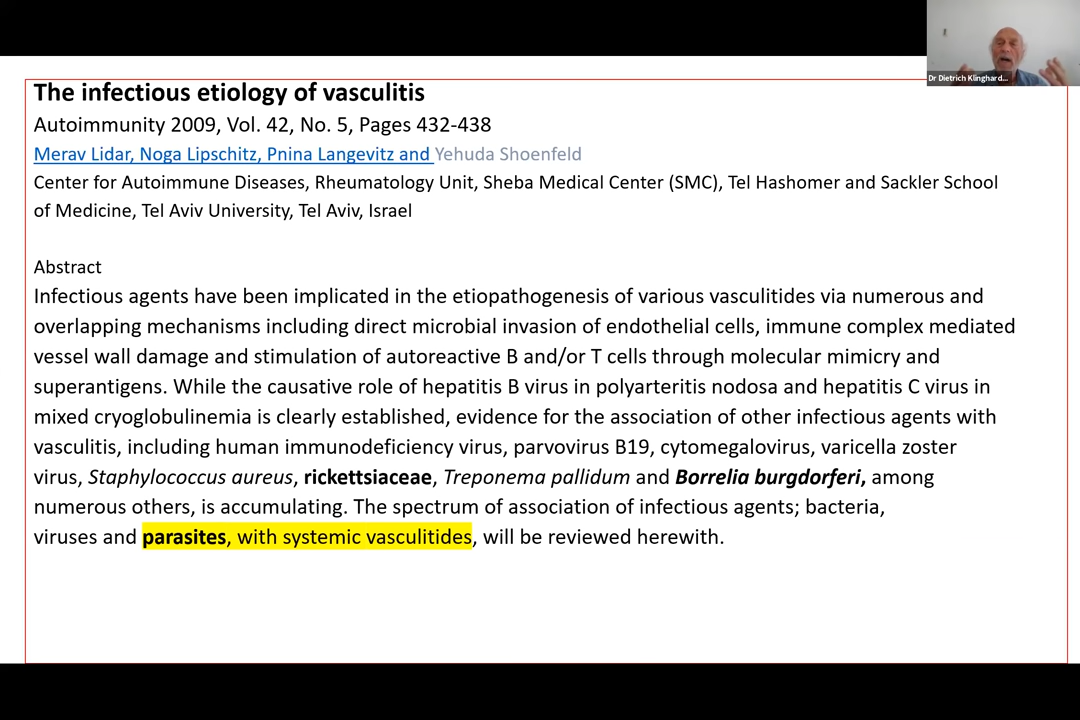 Dr Dietrich Klinghard...
The infectious etiology of vasculitis
Autoimmunity 2009, Vol. 42, No. 5, Pages 432-438
Merav Lidar, Noga Lipschitz, Pnina Langevitz and Yehuda Shoenfeld
Center for Autoimmune Diseases, Rheumatology Unit, Sheba Medical Center (SMC), Tel Hashomer and Sackler School
of Medicine, Tel Aviv University, Tel Aviv, Israel
Abstract
Infectious agents have been implicated in the etiopathogenesis of various vasculitides via numerous and
overlapping mechanisms including direct microbial invasion of endothelial cells, immune complex mediated
vessel wall damage and stimulation of autoreactive B and/or T cells through molecular mimicry and
superantigens. While the causative role of hepatitis B virus in polyarteritis nodosa and hepatitis C virus in
mixed cryoglobulinemia is clearly established, evidence for the association of other infectious agents with
vasculitis, including human immunodeficiency virus, parvovirus B19, cytomegalovirus, varicella zoster
virus, Staphylococcus aureus, rickettsiaceae, Treponema pallidum and Borrelia burgdorferi, among
numerous others, is accumulating. The spectrum of association of infectious agents; bacteria,
viruses and parasites, with systemic vasculitides, will be reviewed herewith.